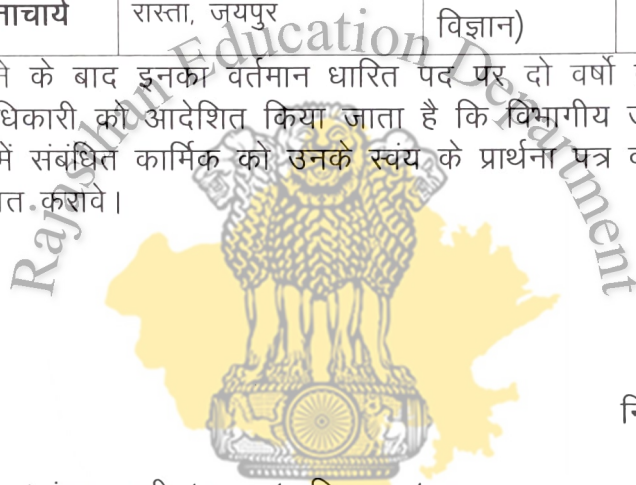 नाचार्य रास्ता, जयपुर विज्ञान)
Rajasthan Education Department
के बाद इनका वर्तमान धारित पद पर दो वर्षो
को आदेशित किया जाता है कि विभागीय
में संबंधित कार्मिक को उनके स्वंय के प्रार्थना पत्र
करावे।